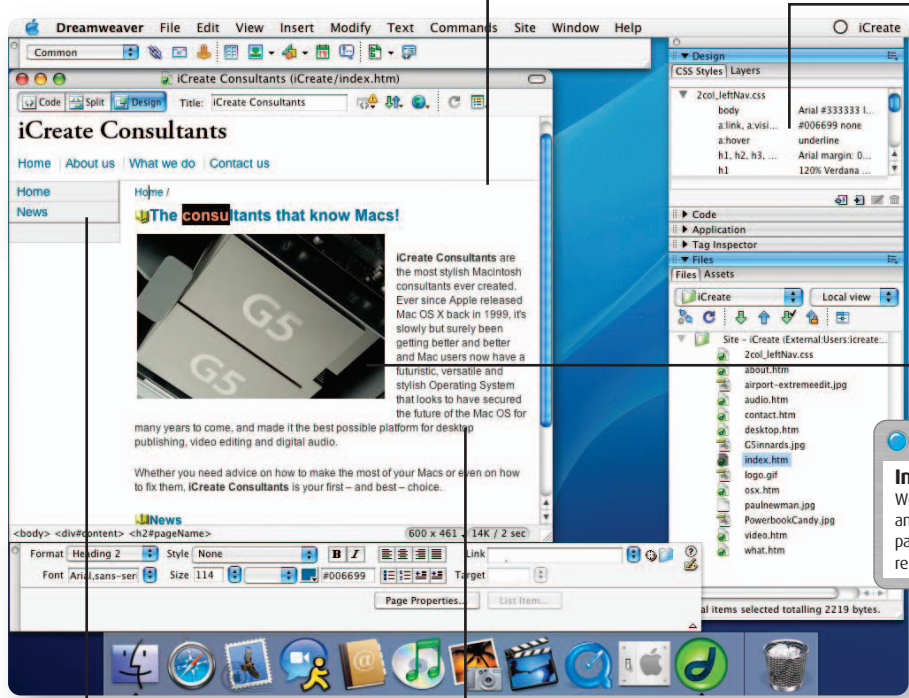 Dreamweaver File Edit View Insert Modify Text Commands Site Window Help iCreate
Common
iCreate Consultants (iCreate/index.htm)
Code Split Design Title: iCreate Consultants
iCreate Consultants
Home About us What we do Contact us
Home
News
Home /
The consultants that know Macs!
G5
G5
iCreate Consultants are
the most stylish Macintosh
consultants ever created.
Ever since Apple released
Mac OS X back in 1999, it's
slowly but surely been
getting better and better
and Mac users now have a
futuristic, versatile and
stylish Operating System
that looks to have secured
the future of the Mac OS for
many years to come, and made it the best possible platform for desktop
publishing, video editing and digital audio.
Whether you need advice on how to make the most of your Macs or even on how
to fix them, iCreate Consultants is your first – and best – choice.
News
<body> <div#content> <h2#pageName> 600 x 461 14K / 2 sec
Format Heading 2 Style None B I Link
Font Arial,sans-ser Size 114 #006699 Target
Page Properties... List Item...
Design
CSS Styles Layers
2col_leftNav.css
body Arial #333333 l...
a:link, a:visi... #006699 none
a:hover underline
h1, h2, h3, ... Arial margin: 0...
h1 120% Verdana ...
Code
Application
Tag Inspector
Files
Files Assets
iCreate Local view
Site – iCreate (External:Users:icreate:...
2col_leftNav.css
about.htm
airport-extremeedit.jpg
audio.htm
contact.htm
desktop.htm
G5innards.jpg
index.htm
logo.gif
osx.htm
paulnewman.jpg
PowerbookCandy.jpg
video.htm
what.htm
al items selected totalling 2219 bytes.
In
W
an
pa
re